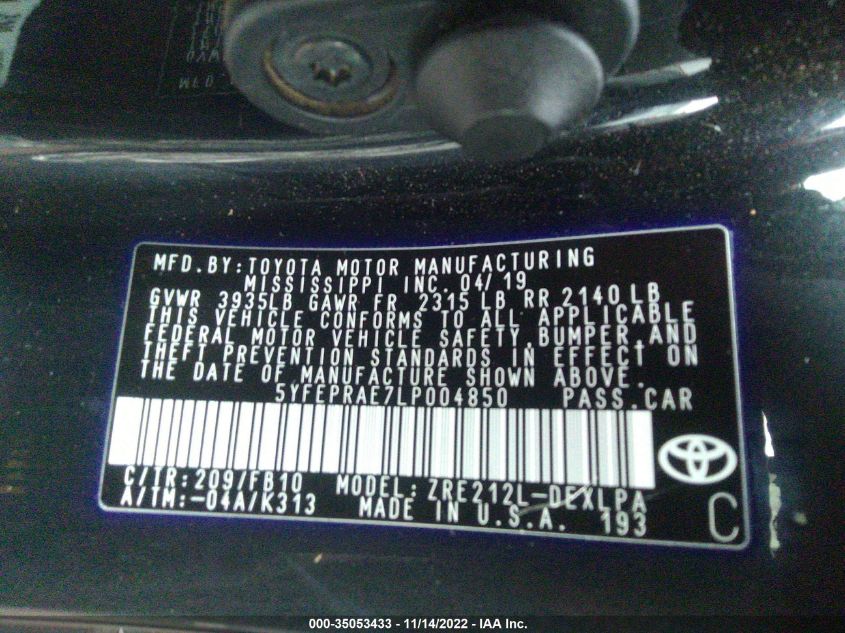 MFD.BY:TOYOTA MOTOR MANUFACTURING
MISSISSIPPI INC. 04/19
GVWR 3935LB GAWR FR 2315 LB RR 2140 LB
THIS VEHICLE CONFORMS TO ALL APPLICABLE
FEDERAL MOTOR VEHICLE SAFETY,BUMPER,AND
THEFT PREVENTION STANDARDS IN EFFECT ON
THE DATE OF MANUFACTURE SHOWN ABOVE.
5YFEPRAE7LP004850 PASS.CAR
C/TR:209/FB10 MODEL:ZRE212L-DEXLPA
A/TM:-04A/K313 MADE IN U.S.A. 193 C
000-35053433 - 11/14/2022 - IAA Inc.